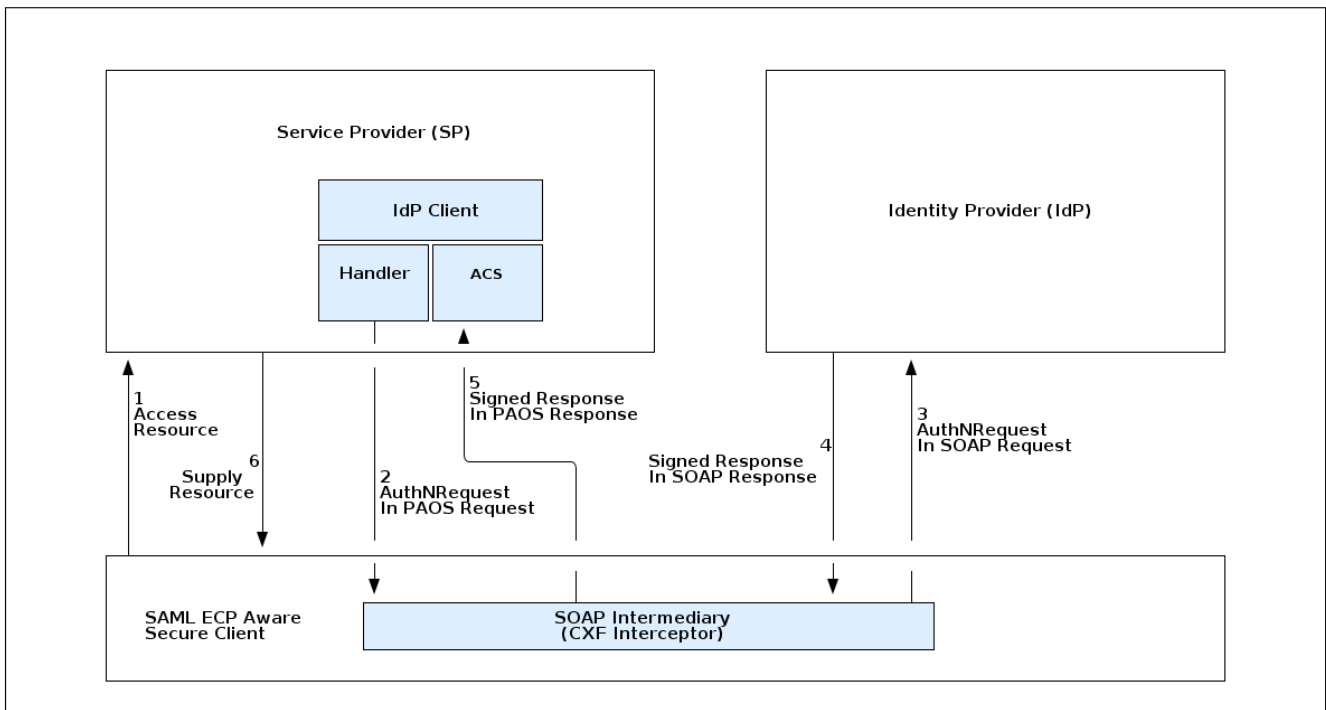 Service Provider (SP)
IdP Client
Handler
ACS
Identity Provider (IdP)
1
Access
Resource
6
Supply
Resource
2
AuthNRequest
In PAOS Request
5
Signed Response
In PAOS Response
4
Signed Response
In SOAP Response
3
AuthNRequest
In SOAP Request
SAML ECP Aware
Secure Client
SOAP Intermediary
(CXF Interceptor)